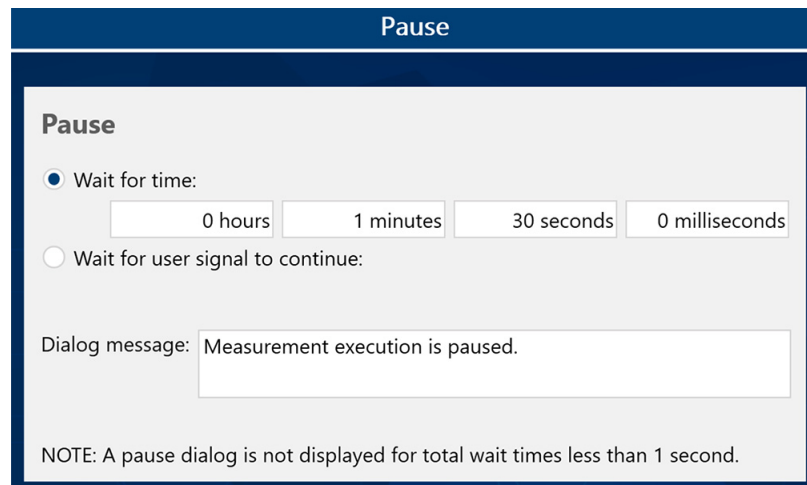 Pause
Pause
Wait for time:
0 hours 1 minutes 30 seconds 0 milliseconds
Wait for user signal to continue:
Dialog message: Measurement execution is paused.
NOTE: A pause dialog is not displayed for total wait times less than 1 second.